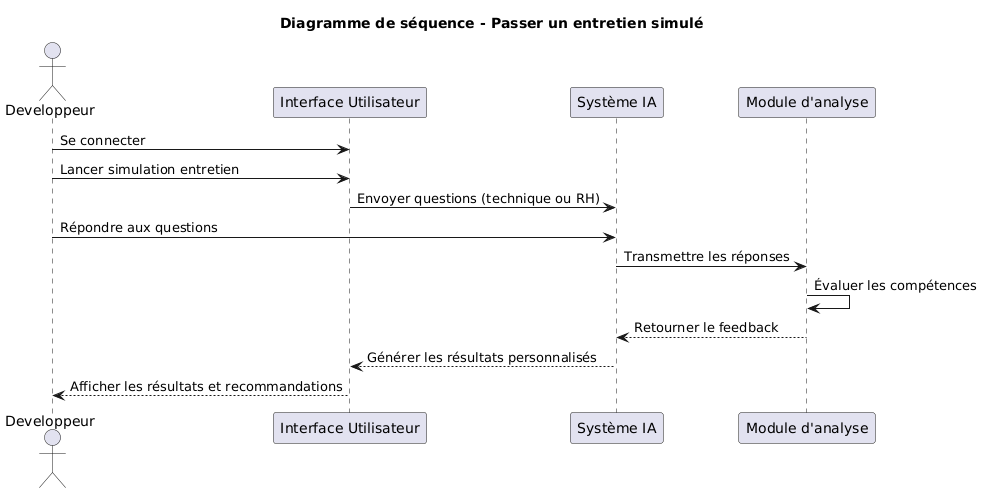 Diagramme de séquence - Passer un entretien simulé
Developpeur
Interface Utilisateur
Système IA
Module d'analyse
Se connecter
Lancer simulation entretien
Envoyer questions (technique ou RH)
Répondre aux questions
Transmettre les réponses
Évaluer les compétences
Retourner le feedback
Générer les résultats personnalisés
Afficher les résultats et recommandations
Developpeur
Interface Utilisateur
Système IA
Module d'analyse